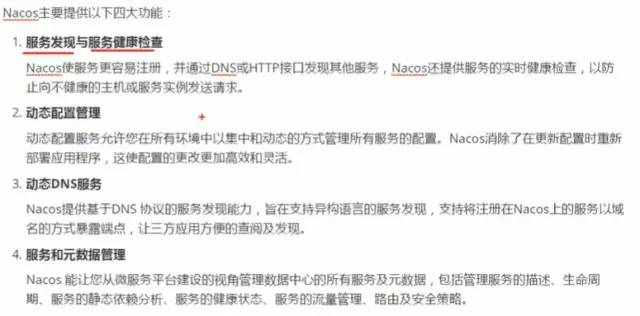 Nacos主要提供以下四大功能：
1. 服务发现与服务健康检查
Nacos使服务更容易注册，并通过DNS或HTTP接口发现其他服务，Nacos还提供服务的实时健康检查，以防
止向不健康的主机或服务实例发送请求。
2. 动态配置管理
动态配置服务允许您在所有环境中以集中和动态的方式管理所有服务的配置。Nacos消除了在更新配置时重新
部署应用程序，这使配置的更改更加高效和灵活。
3. 动态DNS服务
Nacos提供基于DNS 协议的服务发现能力，旨在支持异构语言的服务发现，支持将注册在Nacos上的服务以域
名的方式暴露端点，让三方应用方便的查阅及发现。
4. 服务和元数据管理
Nacos 能让您从微服务平台建设的视角管理数据中心的所有服务及元数据，包括管理服务的描述、生命周
期、服务的静态依赖分析、服务的健康状态、服务的流量管理、路由及安全策略。